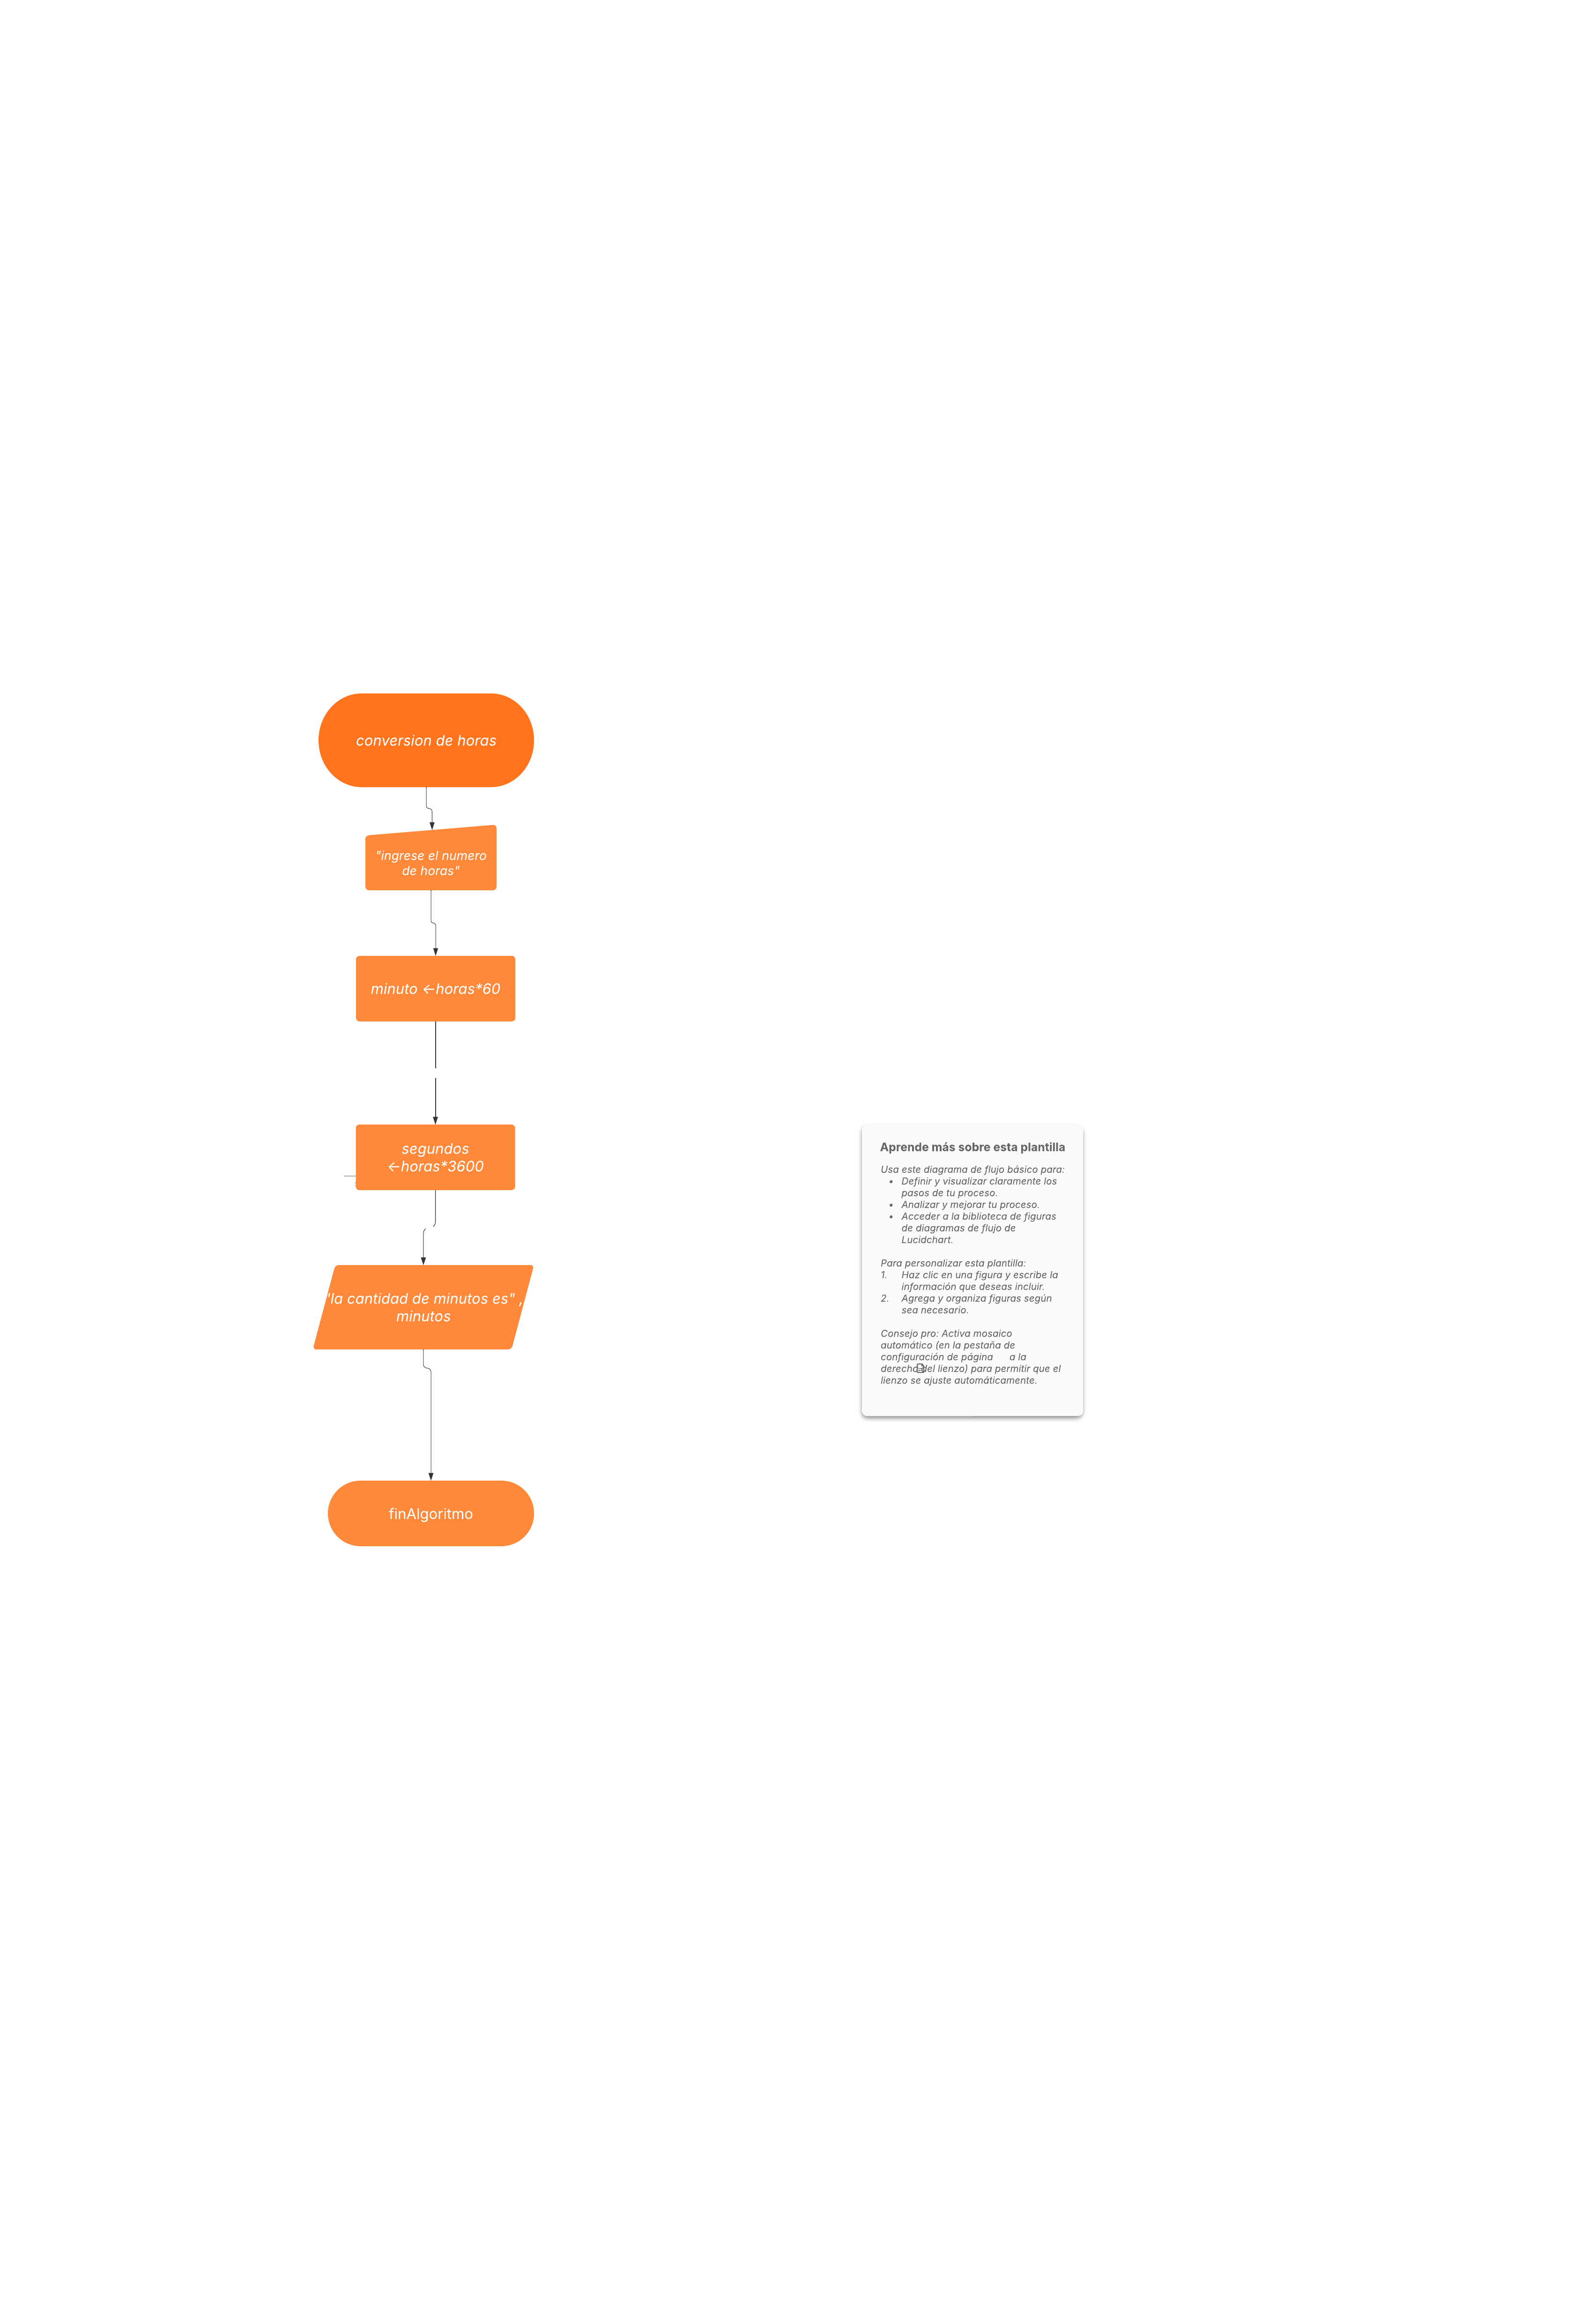 conversion de horas
"ingrese el numero
de horas"
minuto ←horas*60
segundos
←horas*3600
"la cantidad de minutos es" ,
minutos
finAlgoritmo
Aprende más sobre esta plantilla
Usa este diagrama de flujo básico para:
• Definir y visualizar claramente los
pasos de tu proceso.
• Analizar y mejorar tu proceso.
• Acceder a la biblioteca de figuras
de diagramas de flujo de
Lucidchart.
Para personalizar esta plantilla:
1. Haz clic en una figura y escribe la
información que deseas incluir.
2. Agrega y organiza figuras según
sea necesario.
Consejo pro: Activa mosaico
automático (en la pestaña de
configuración de página a la
derecha del lienzo) para permitir que el
lienzo se ajuste automáticamente.